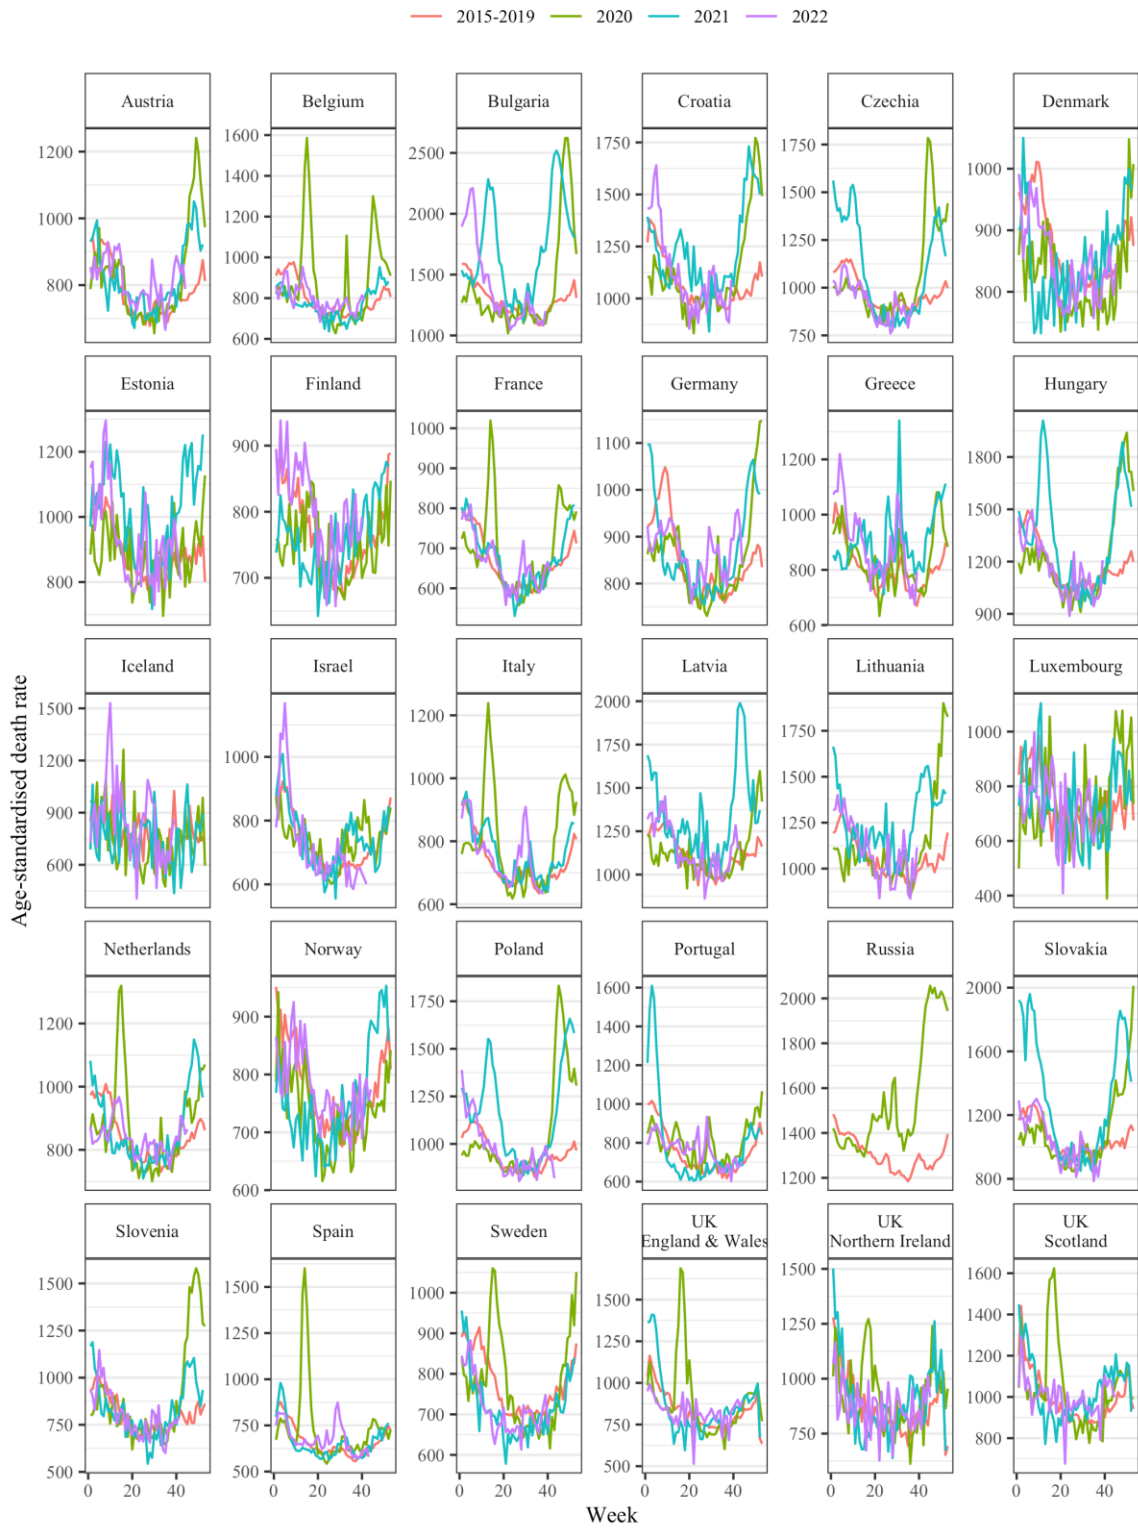 2015-2019 2020 2021 2022
Austria Belgium Bulgaria Croatia Czechia Denmark
1200 1000 800
1600 1400 1200 1000 800 600
2500 2000 1500 1000
1750 1500 1250 1000
1750 1500 1250 1000 750
1000 900 800
Estonia Finland France Germany Greece Hungary
1200 1000 800
900 800 700
1000 900 800 700 600
1100 1000 900 800
1200 1000 800 600
1800 1500 1200 900
Age-standardised death rate
Iceland Israel Italy Latvia Lithuania Luxembourg
1500 1200 900 600
1000 800 600
1200 1000 800 600
2000 1750 1500 1250 1000
1750 1500 1250 1000
1000 800 600 400
Netherlands Norway Poland Portugal Russia Slovakia
1200 1000 800
900 800 700 600
1750 1500 1250 1000
1600 1400 1200 1000 800 600
2000 1800 1600 1400 1200
2000 1600 1200 800
Slovenia Spain Sweden UK England & Wales UK Northern Ireland UK Scotland
1500 1250 1000 750 500
1500 1250 1000 750 500
1000 900 800 700 600
1500 1250 1000 750 500
1500 1250 1000 750
1600 1400 1200 1000 800
0 20 40 0 20 40 0 20 40 0 20 40 0 20 40 0 20 40
Week